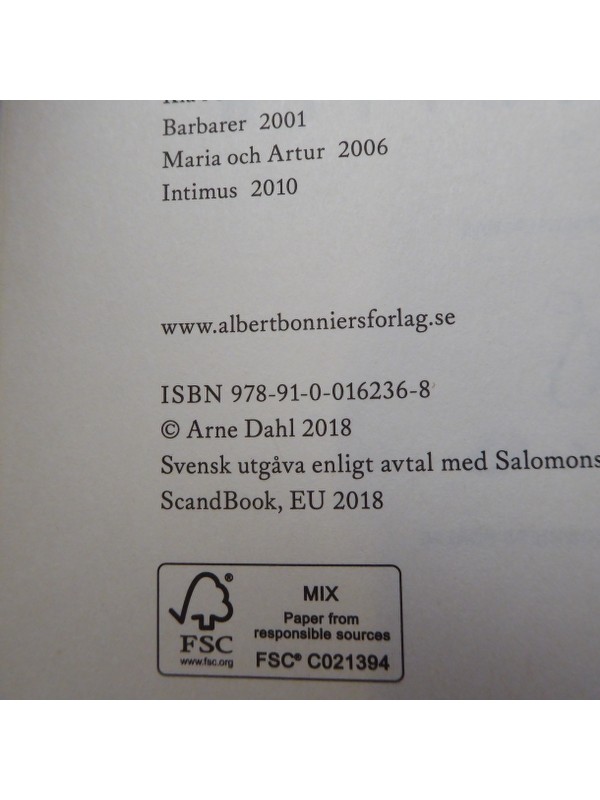 Barbarer 2001
Maria och Artur 2006
Intimus 2010
www.albertbonniersforlag.se
ISBN 978-91-0-016236-8
© Arne Dahl 2018
Svensk utgåva enligt avtal med Salomons
ScandBook, EU 2018
®
FSC
www.fsc.org
MIX
Paper from
responsible sources
FSC® C021394